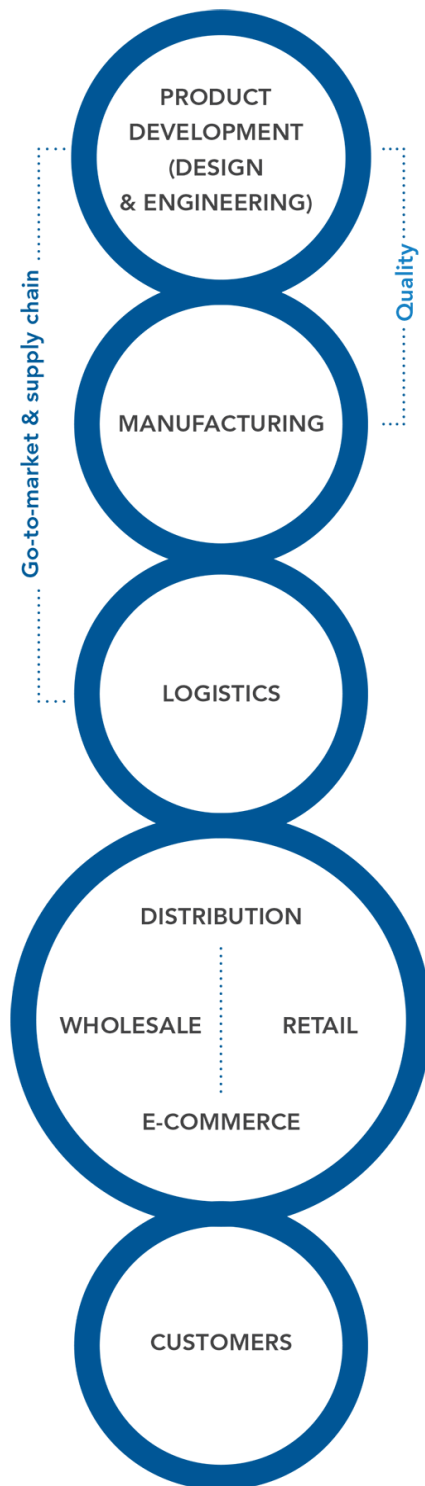 PRODUCT
DEVELOPMENT
(DESIGN
& ENGINEERING)
Go-to-market & supply chain
Quality
MANUFACTURING
LOGISTICS
DISTRIBUTION
WHOLESALE
RETAIL
E-COMMERCE
CUSTOMERS